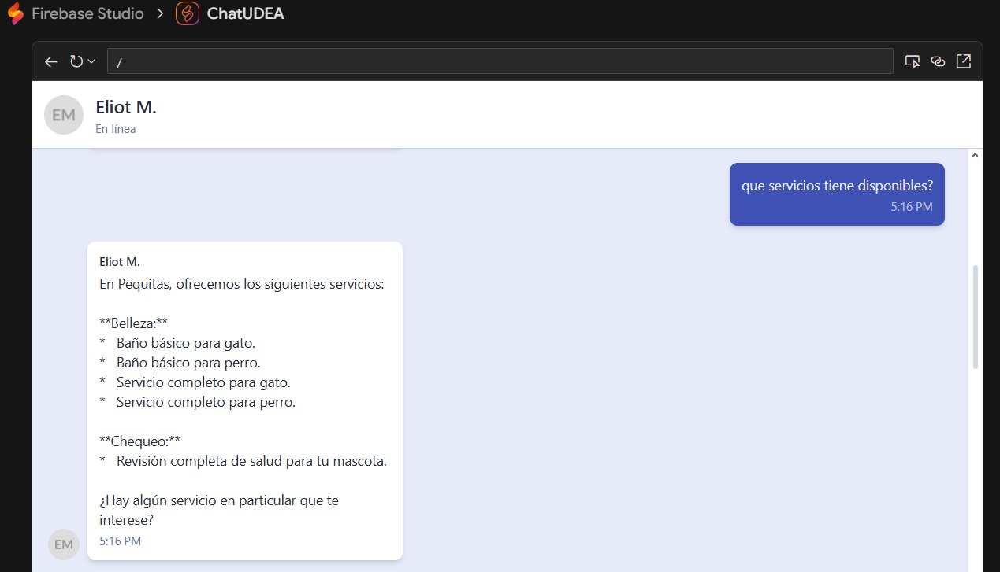 Firebase Studio > ChatUDEA
/
EM
Eliot M.
En línea
que servicios tiene disponibles?
5:16 PM
Eliot M.
En Pequitas, ofrecemos los siguientes servicios:
**Belleza:**
* Baño básico para gato.
* Baño básico para perro.
* Servicio completo para gato.
* Servicio completo para perro.
**Chequeo:**
* Revisión completa de salud para tu mascota.
¿Hay algún servicio en particular que te
interese?
5:16 PM
EM